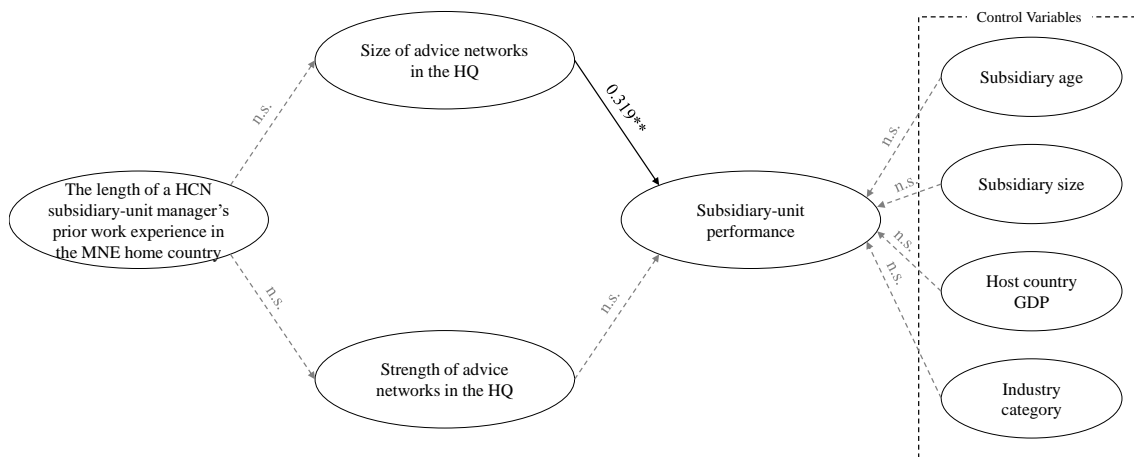 Control Variables
Size of advice networks
in the HQ
Subsidiary age
0.319**
n.s.
n.s.
The length of a HCN
subsidiary-unit manager’s
prior work experience in
the MNE home country
Subsidiary-unit
performance
Subsidiary size
n.s.
n.s.
Host country
GDP
n.s.
n.s.
n.s.
Strength of advice
networks in the HQ
Industry
category